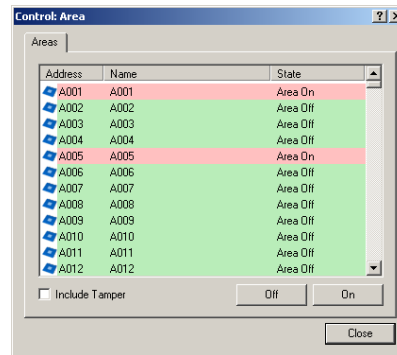 Control: Area
Areas
Address Name State
A001 A001 Area On
A002 A002 Area Off
A003 A003 Area Off
A004 A004 Area Off
A005 A005 Area On
A006 A006 Area Off
A007 A007 Area Off
A008 A008 Area Off
A009 A009 Area Off
A010 A010 Area Off
A011 A011 Area Off
A012 A012 Area Off
Include Tamper Off On
Close